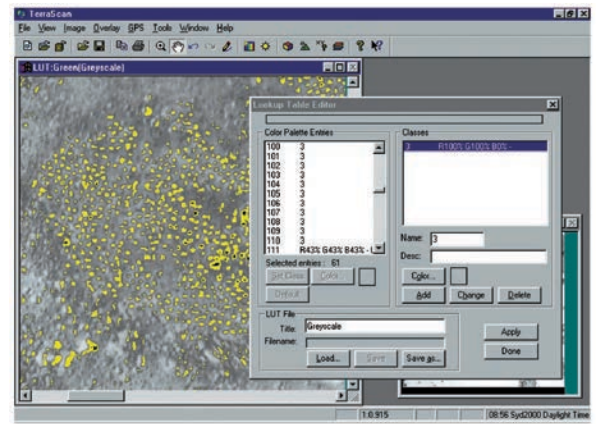 TerraScan
File View Image Overlay GPS Tools Window Help
LUT:Green(Greyscale)
Lookup Table Editor
Color Palette Entries
100 3
101 3
102 3
103 3
104 3
105 3
106 3
107 3
108 3
109 3
110 3
111 R43% G43% B43% - U
Selected entries : 61
Set Class Color...
Default
Classes
3 R100% G100% B0% -
Name: 3
Desc:
Color...
Add Change Delete
LUT File
Title: Greyscale
Filename:
Load... Save Save as...
Apply
Done
1:0.915 08:56 Syd2000 Daylight Time